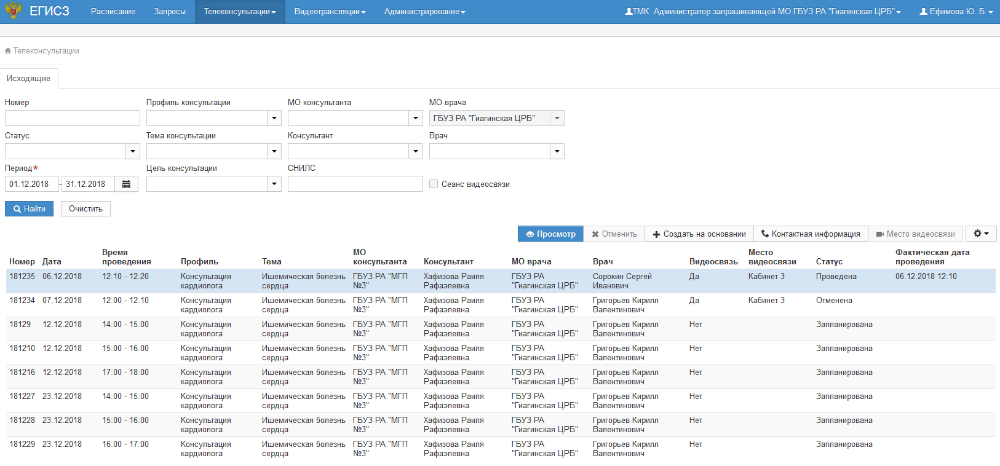 ЕГИСЗ Расписание Запросы Телеконсультации Видеотрансляции Администрирование ТМК. Администратор запрашивающей МО ГБУЗ РА "Гиагинская ЦРБ" Ефимова Ю. Б.
Телеконсультации
Исходящие
Номер Профиль консультации МО консультанта МО врача
ГБУЗ РА "Гиагинская ЦРБ"
Статус Тема консультации Консультант Врач
Период* Цель консультации СНИЛС
01.12.2018 - 31.12.2018 Сеанс видеосвязи
Найти Очистить
Просмотр Отменить Создать на основании Контактная информация Место видеосвязи
Время МО Место Фактическая дата
Номер Дата проведения Профиль Тема консультанта Консультант МО врача Врач Видеосвязь видеосвязи Статус проведения
181235 06.12.2018 12:10 - 12:20 Консультация Ишемическая болезнь ГБУЗ РА "МГП Хафизова Раиля ГБУЗ РА Сорокин Сергей Да Кабинет 3 Проведена 06.12.2018 12:10
кардиолога сердца №3" Рафаэлевна "Гиагинская ЦРБ" Иванович
181234 07.12.2018 12:00 - 12:10 Консультация Ишемическая болезнь ГБУЗ РА "МГП Хафизова Раиля ГБУЗ РА Григорьев Кирилл Да Кабинет 3 Отменена
кардиолога сердца №3" Рафаэлевна "Гиагинская ЦРБ" Валентинович
18129 12.12.2018 14:00 - 15:00 Консультация Ишемическая болезнь ГБУЗ РА "МГП Хафизова Раиля ГБУЗ РА Григорьев Кирилл Нет Запланирована
кардиолога сердца №3" Рафаэлевна "Гиагинская ЦРБ" Валентинович
181210 12.12.2018 15:00 - 16:00 Консультация Ишемическая болезнь ГБУЗ РА "МГП Хафизова Раиля ГБУЗ РА Григорьев Кирилл Нет Запланирована
кардиолога сердца №3" Рафаэлевна "Гиагинская ЦРБ" Валентинович
181216 12.12.2018 17:00 - 18:00 Консультация Ишемическая болезнь ГБУЗ РА "МГП Хафизова Раиля ГБУЗ РА Григорьев Кирилл Нет Запланирована
кардиолога сердца №3" Рафаэлевна "Гиагинская ЦРБ" Валентинович
181227 23.12.2018 14:00 - 15:00 Консультация Ишемическая болезнь ГБУЗ РА "МГП Хафизова Раиля ГБУЗ РА Григорьев Кирилл Нет Запланирована
кардиолога сердца №3" Рафаэлевна "Гиагинская ЦРБ" Валентинович
181228 23.12.2018 15:00 - 16:00 Консультация Ишемическая болезнь ГБУЗ РА "МГП Хафизова Раиля ГБУЗ РА Григорьев Кирилл Нет Запланирована
кардиолога сердца №3" Рафаэлевна "Гиагинская ЦРБ" Валентинович
181229 23.12.2018 16:00 - 17:00 Консультация Ишемическая болезнь ГБУЗ РА "МГП Хафизова Раиля ГБУЗ РА Григорьев Кирилл Нет Запланирована
кардиолога сердца №3" Рафаэлевна "Гиагинская ЦРБ" Валентинович